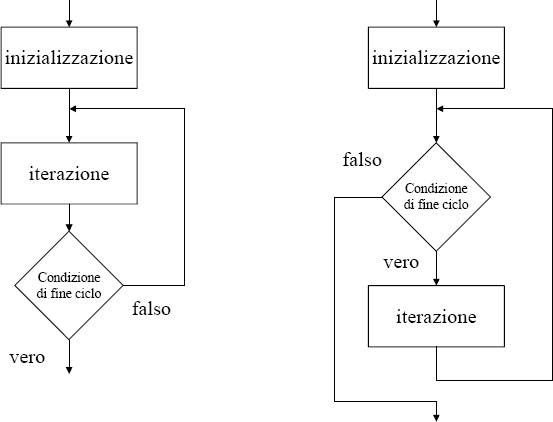 inizializzazione
iterazione
Condizione
di fine ciclo
falso
vero
inizializzazione
falso
Condizione
di fine ciclo
vero
iterazione